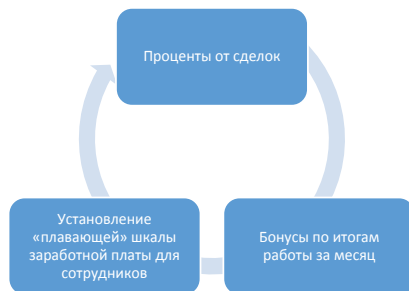 Проценты от сделок
Установление
«плавающей» шкалы
заработной платы для
сотрудников
Бонусы по итогам
работы за месяц